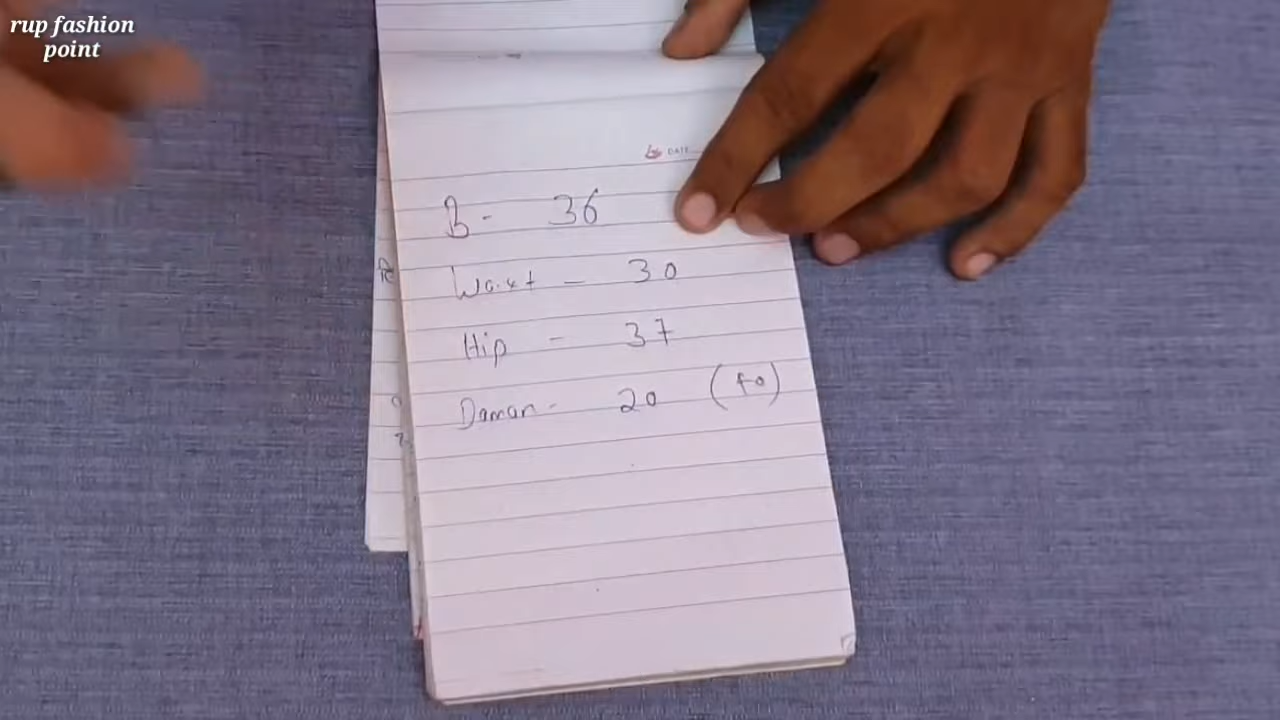 rup fashion
point
DATE
B - 36
Waist - 30
Hip - 37
Daman - 20 (40)